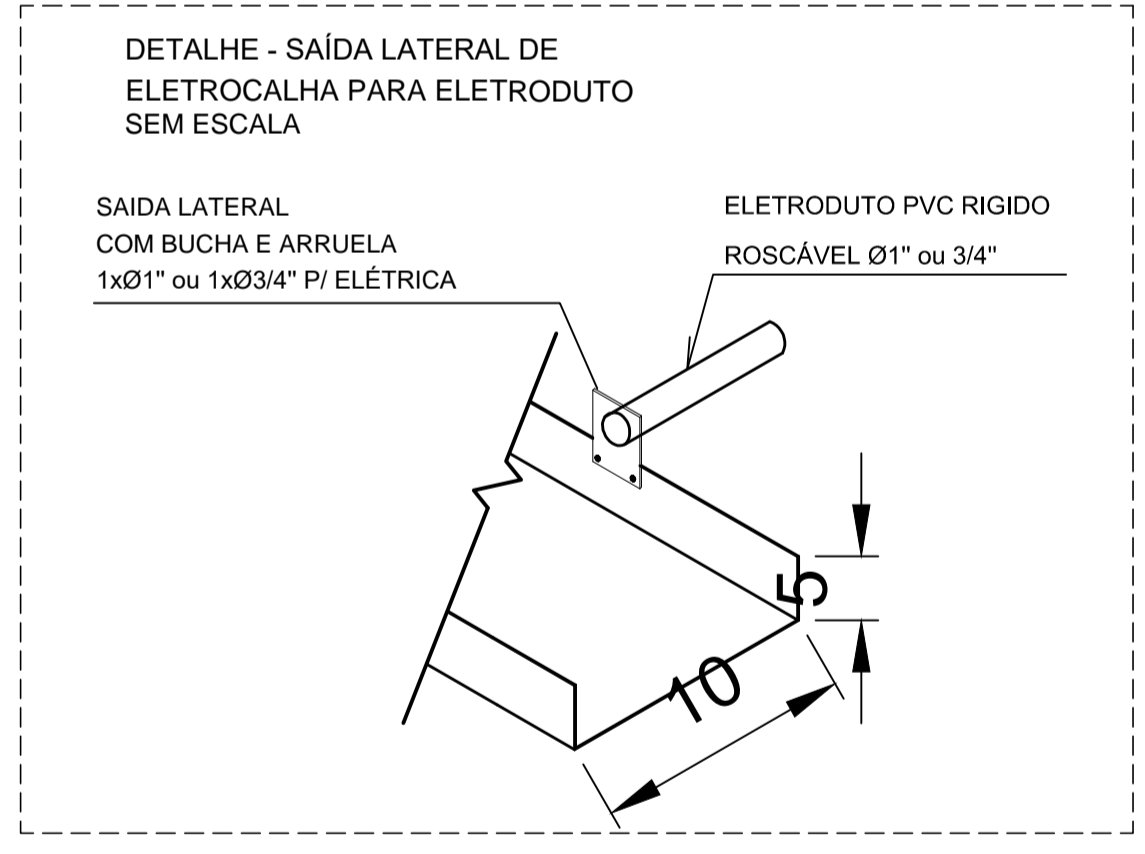 DETALHE - SAÍDA LATERAL DE
ELETROCALHA PARA ELETRODUTO
SEM ESCALA
SAIDA LATERAL
COM BUCHA E ARRUELA
1xØ1" ou 1xØ3/4" P/ ELÉTRICA
ELETRODUTO PVC RIGIDO
ROSCÁVEL Ø1" ou 3/4"
5
10